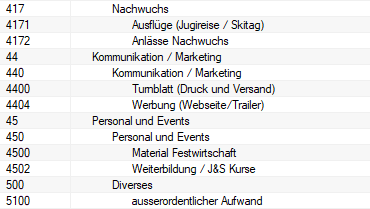 417 Nachwuchs
4171 Ausflüge (Jugireise / Skitag)
4172 Anlässe Nachwuchs
44 Kommunikation / Marketing
440 Kommunikation / Marketing
4400 Turnblatt (Druck und Versand)
4404 Werbung (Webseite/Trailer)
45 Personal und Events
450 Personal und Events
4500 Material Festwirtschaft
4502 Weiterbildung / J&S Kurse
500 Diverses
5100 ausserordentlicher Aufwand